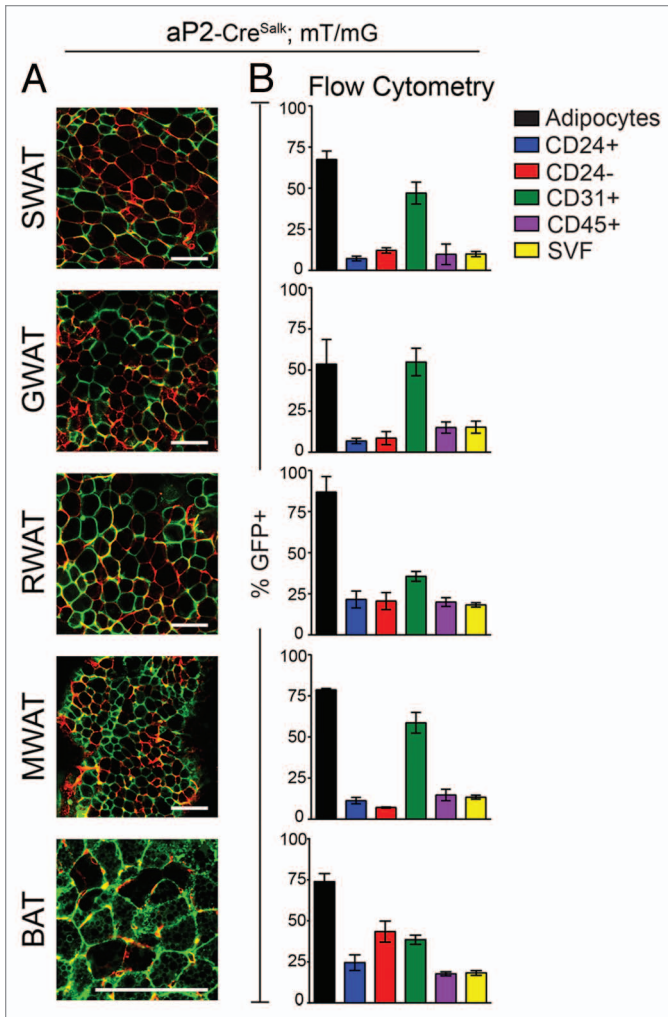 aP2-Cre^Salk; mT/mG
A
B
Flow Cytometry
Adipocytes
CD24+
CD24-
CD31+
CD45+
SVF
SWAT
100
75
50
25
0
GWAT
100
75
50
25
0
RWAT
100
75
50
25
0
% GFP+
MWAT
100
75
50
25
0
BAT
100
75
50
25
0